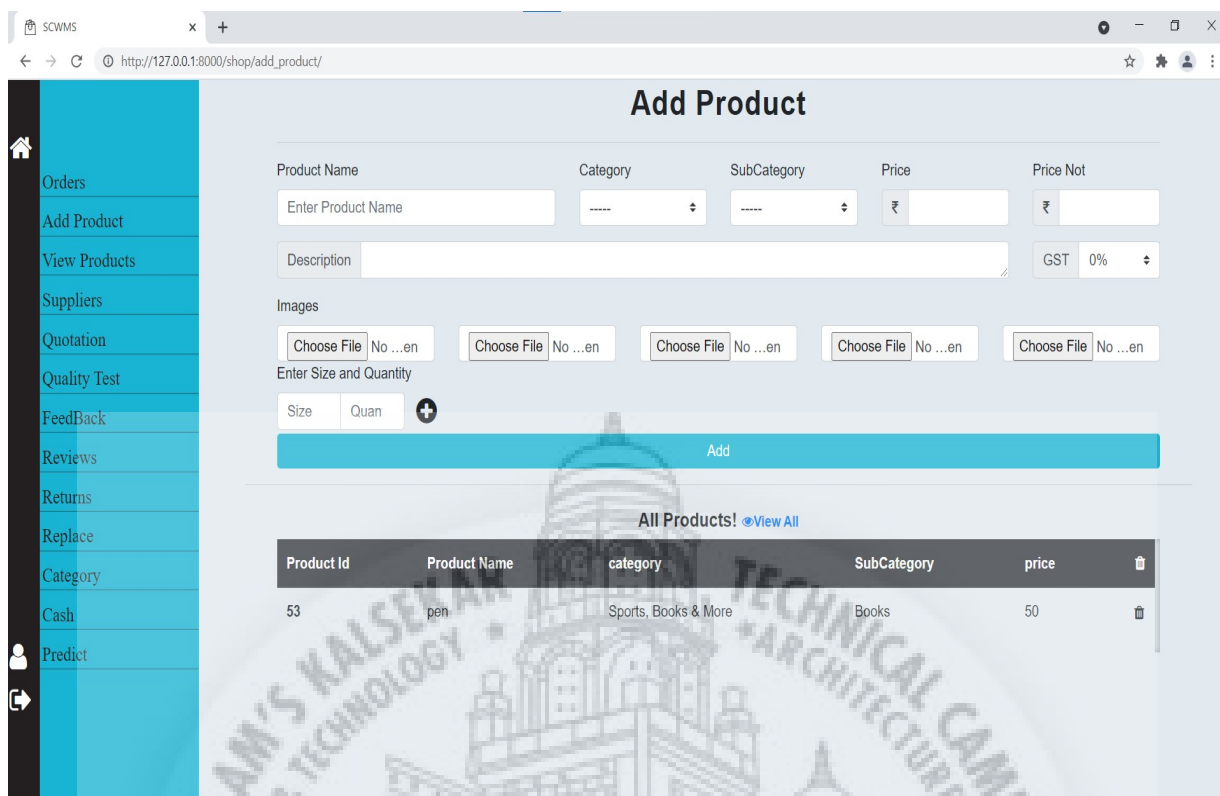 SCWMS
http://127.0.0.1:8000/shop/add_product/
Add Product
Orders
Add Product
View Products
Suppliers
Quotation
Quality Test
FeedBack
Reviews
Returns
Replace
Category
Cash
Predict
Product Name Category SubCategory Price Price Not
Enter Product Name ----- ----- ₹ ₹
Description GST 0%
Images
Choose File No ...en Choose File No ...en Choose File No ...en Choose File No ...en Choose File No ...en
Enter Size and Quantity
Size Quan
Add
All Products! View All
Product Id Product Name category SubCategory price
53 pen Sports, Books & More Books 50
KALSEKAR TECHNICAL
TECHNOLOGY * * ARCHITECTURE